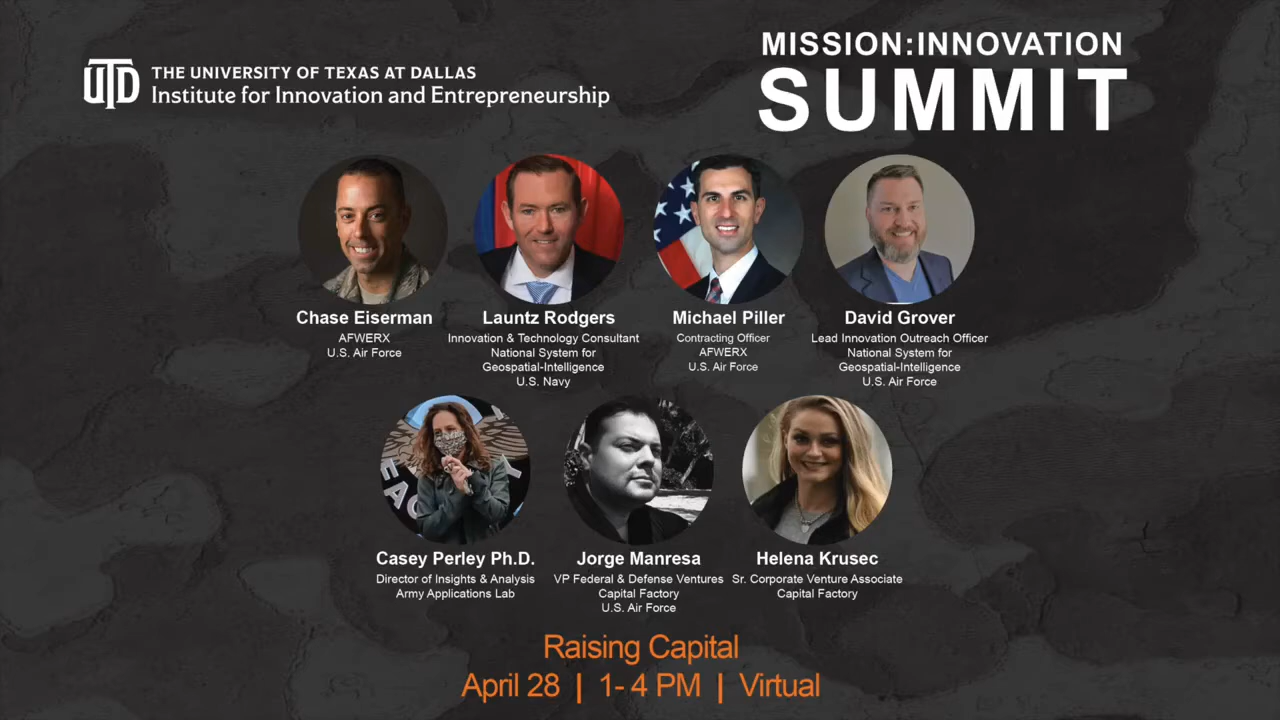 UTD
THE UNIVERSITY OF TEXAS AT DALLAS
Institute for Innovation and Entrepreneurship
MISSION:INNOVATION
SUMMIT
Chase Eiserman
AFWERX
U.S. Air Force
Launtz Rodgers
Innovation & Technology Consultant
National System for
Geospatial-Intelligence
U.S. Navy
Michael Piller
Contracting Officer
AFWERX
U.S. Air Force
David Grover
Lead Innovation Outreach Officer
National System for
Geospatial-Intelligence
U.S. Air Force
Casey Perley Ph.D.
Director of Insights & Analysis
Army Applications Lab
Jorge Manresa
VP Federal & Defense Ventures
Capital Factory
U.S. Air Force
Helena Krusec
Sr. Corporate Venture Associate
Capital Factory
Raising Capital
April 28 | 1- 4 PM | Virtual